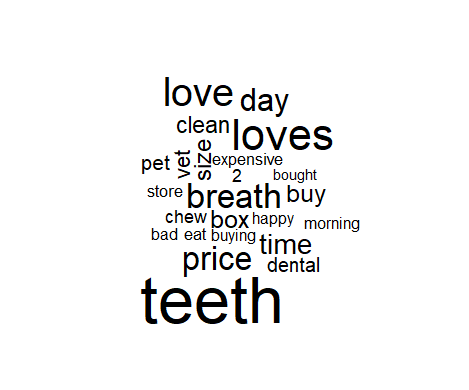 love day
clean loves
pet vet size expensive
2 bought
store breath buy
chew box happy morning
bad eat buying time
price dental
teeth